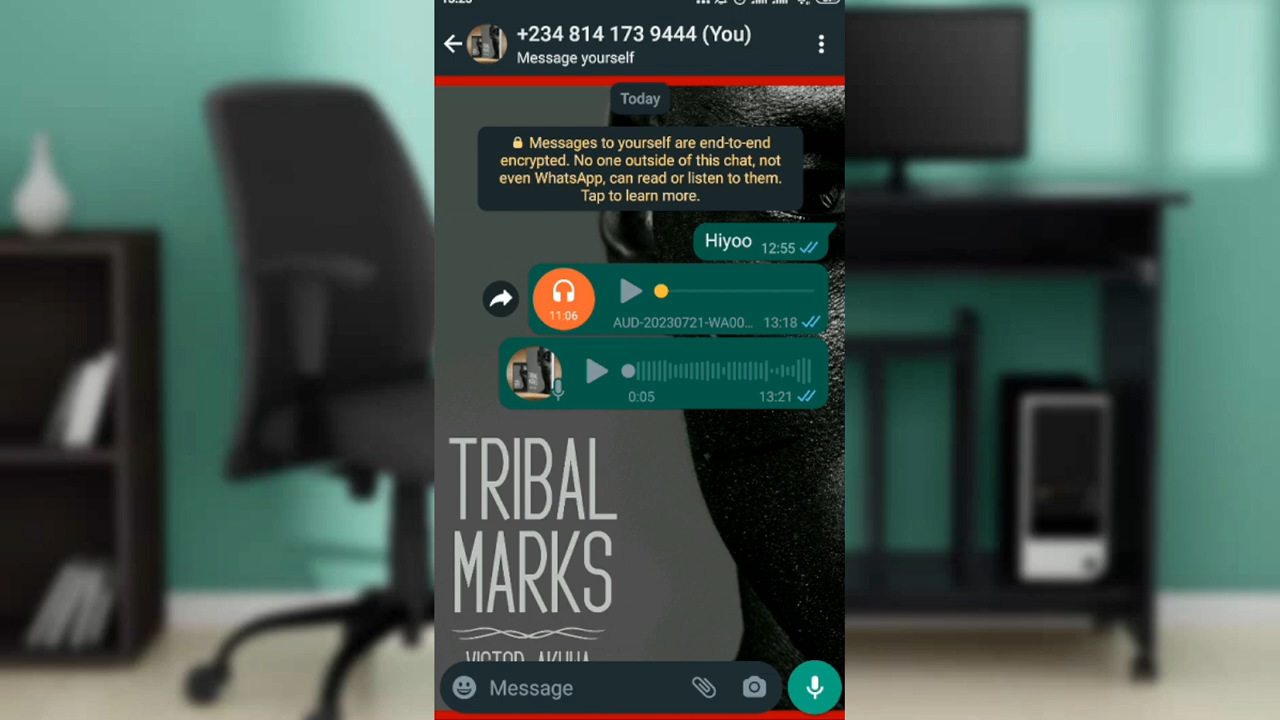 +234 814 173 9444 (You)
Message yourself
Today
Messages to yourself are end-to-end
encrypted. No one outside of this chat, not
even WhatsApp, can read or listen to them.
Tap to learn more.
Hiyoo 12:55
11:06
AUD-20230721-WA00... 13:18
0:05 13:21
TRIBAL
MARKS
Message